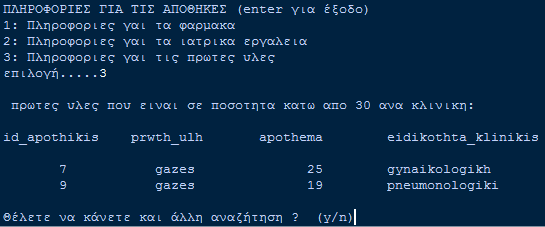 ΠΛΗΡΟΦΟΡΙΕΣ ΓΙΑ ΤΙΣ ΑΠΟΘΗΚΕΣ (enter για έξοδο)
1: Πληροφοριες γαι τα φαρμακα
2: Πληροφοριες γαι τα ιατρικα εργαλεια
3: Πληροφοριες γαι τις πρωτες υλες
επιλογή.....3
πρωτες υλες που ειναι σε ποσοτητα κατω απο 30 ανα κλινικη:
id_apothikis prwth_ulh apothema eidikothta_klinikis
7 gazes 25 gynaikologikh
9 gazes 19 pneumonologiki
Θέλετε να κάνετε και άλλη αναζήτηση ? (y/n)